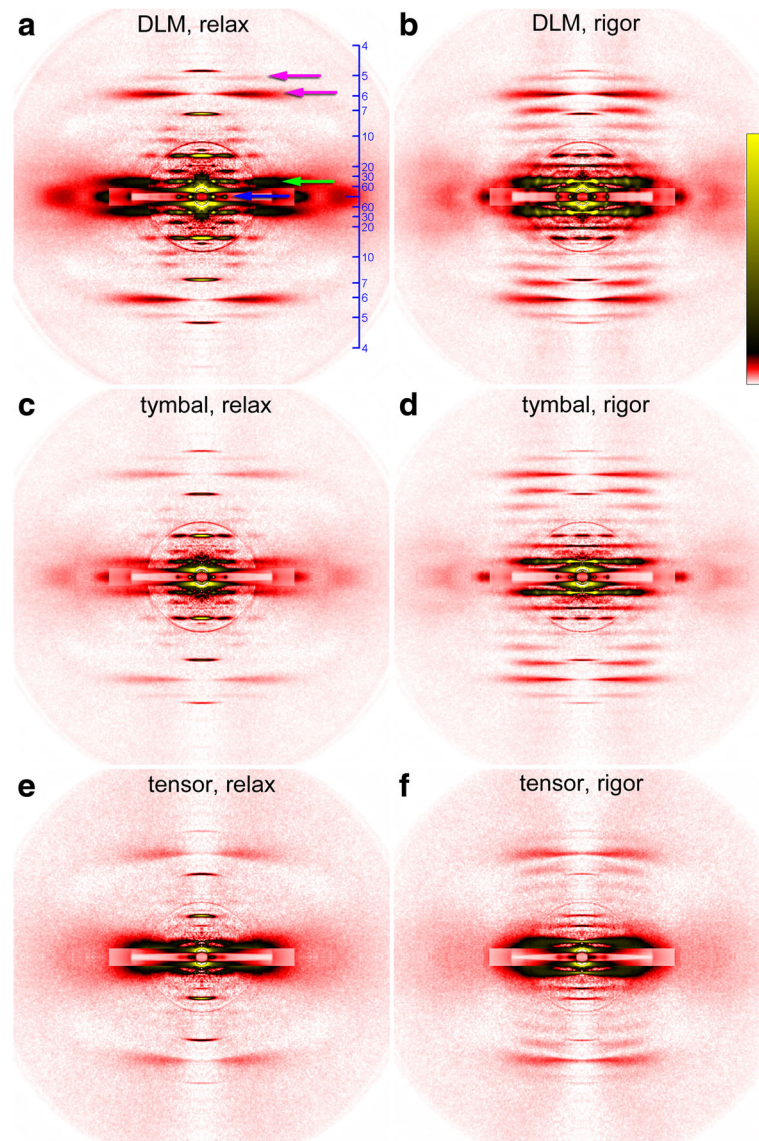 a DLM, relax
b DLM, rigor
4
5
6
7
10
20
30
60
60
30
20
10
7
6
5
4
c tymbal, relax
d tymbal, rigor
e tensor, relax
f tensor, rigor